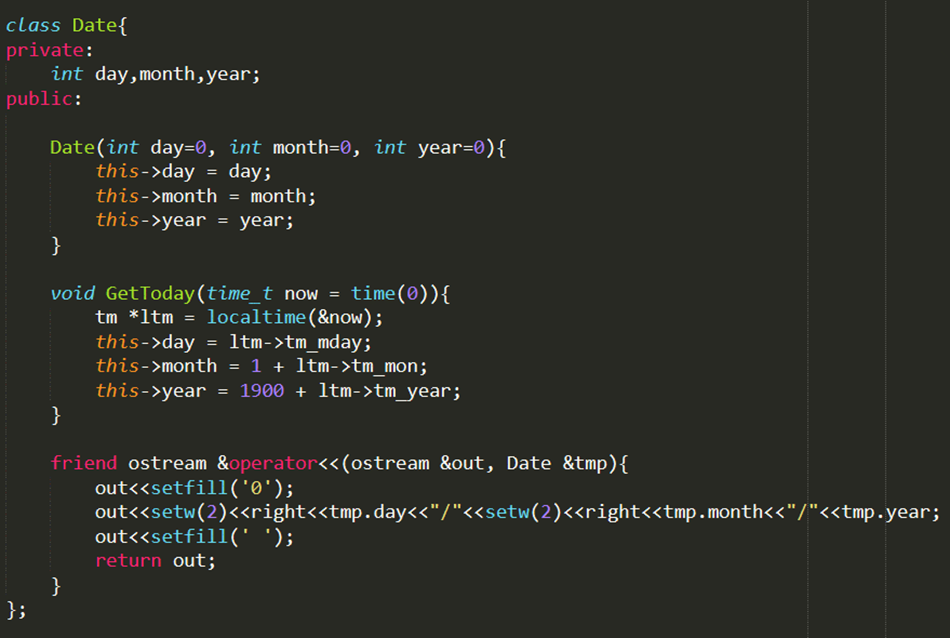 class Date{
private:
    int day,month,year;
public:

    Date(int day=0, int month=0, int year=0){
        this->day = day;
        this->month = month;
        this->year = year;
    }

    void GetToday(time_t now = time(0)){
        tm *ltm = localtime(&now);
        this->day = ltm->tm_mday;
        this->month = 1 + ltm->tm_mon;
        this->year = 1900 + ltm->tm_year;
    }

    friend ostream &operator<<(ostream &out, Date &tmp){
        out<<setfill('0');
        out<<setw(2)<<right<<tmp.day<<"/"<<setw(2)<<right<<tmp.month<<"/"<<tmp.year;
        out<<setfill(' ');
        return out;
    }
};